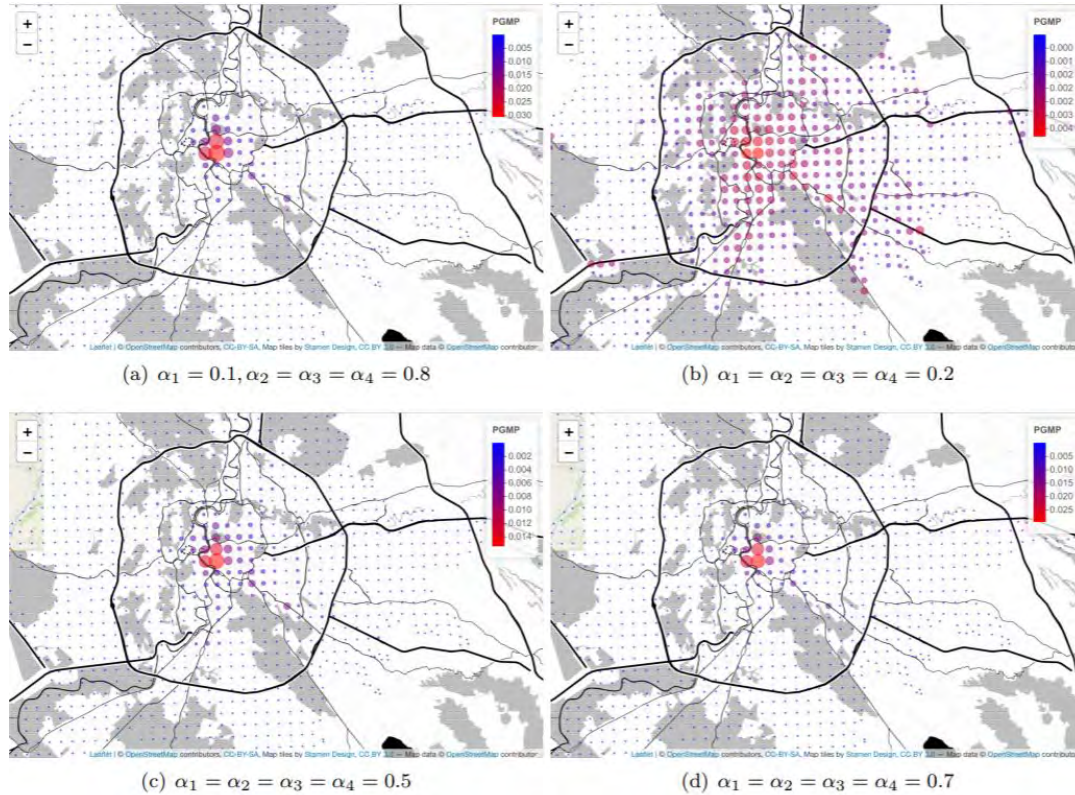 +
−
PGMP
0.005
0.010
0.015
0.020
0.025
0.030
Leaflet | © OpenStreetMap contributors, CC-BY-SA, Map tiles by Stamen Design, CC BY 3.0 — Map data © OpenStreetMap contributor
(a) α₁ = 0.1, α₂ = α₃ = α₄ = 0.8
+
−
PGMP
0.000
0.001
0.002
0.003
0.004
Leaflet | © OpenStreetMap contributors, CC-BY-SA, Map tiles by Stamen Design, CC BY 3.0 — Map data © OpenStreetMap contributor
(b) α₁ = α₂ = α₃ = α₄ = 0.2
+
−
PGMP
0.002
0.004
0.006
0.008
0.010
0.012
0.014
Leaflet | © OpenStreetMap contributors, CC-BY-SA, Map tiles by Stamen Design, CC BY 3.0 — Map data © OpenStreetMap contributor
(c) α₁ = α₂ = α₃ = α₄ = 0.5
+
−
PGMP
0.005
0.010
0.015
0.020
0.025
Leaflet | © OpenStreetMap contributors, CC-BY-SA, Map tiles by Stamen Design, CC BY 3.0 — Map data © OpenStreetMap contributor
(d) α₁ = α₂ = α₃ = α₄ = 0.7